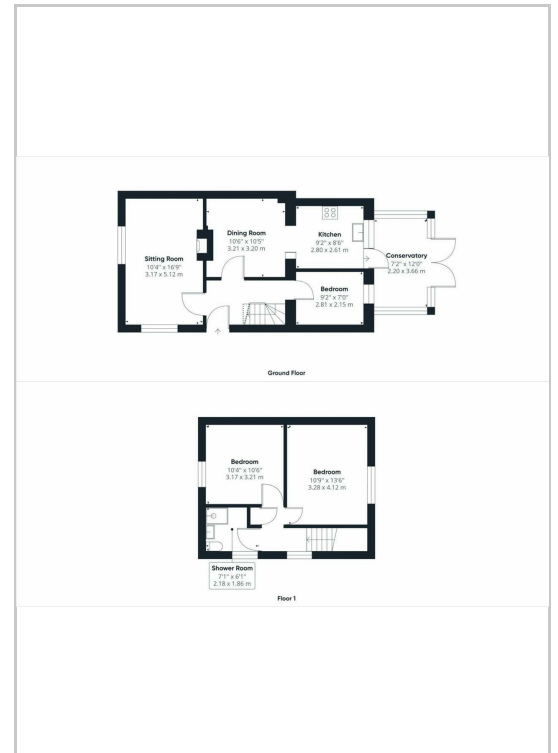 Sitting Room
10'4" x 16'9"
3.17 x 5.12 m
Dining Room
10'6" x 10'5"
3.21 x 3.20 m
Kitchen
9'2" x 8'6"
2.80 x 2.61 m
Conservatory
7'2" x 12'0"
2.20 x 3.66 m
Bedroom
9'2" x 7'0"
2.81 x 2.15 m
Ground Floor
Bedroom
10'4" x 10'6"
3.17 x 3.21 m
Bedroom
10'9" x 13'6"
3.28 x 4.12 m
Shower Room
7'1" x 6'1"
2.18 x 1.86 m
Floor 1